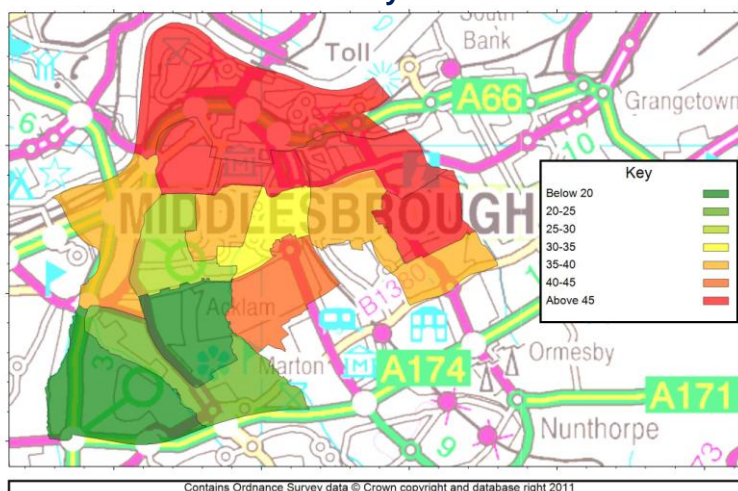 Toll
South
Bank
A66
Grangetown
6
10
Key
Below 20
20-25
25-30
30-35
35-40
40-45
Above 45
MIDDLESBROUGH
B1380
Acklam
3
Marton
A174
Ormesby
A171
Nunthorpe
9
73
Contains Ordnance Survey data © Crown copyright and database right 2011